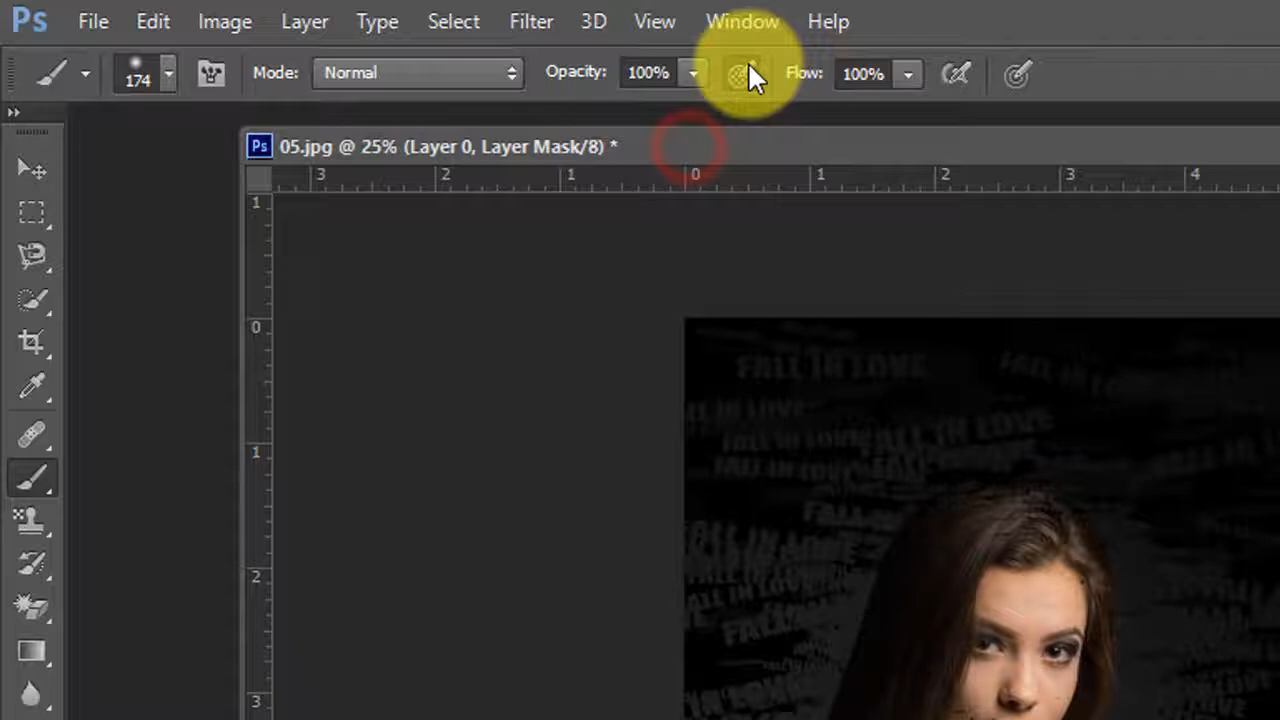 Ps File Edit Image Layer Type Select Filter 3D View Window Help
174 Mode: Normal Opacity: 100% Flow: 100%
Ps 05.jpg @ 25% (Layer 0, Layer Mask/8) *
3 2 1 0 1 2 3 4
1
0
FALL IN LOVE
FALL IN LOVE
FALL IN LOVE
1
FALL IN LOVE
2
3